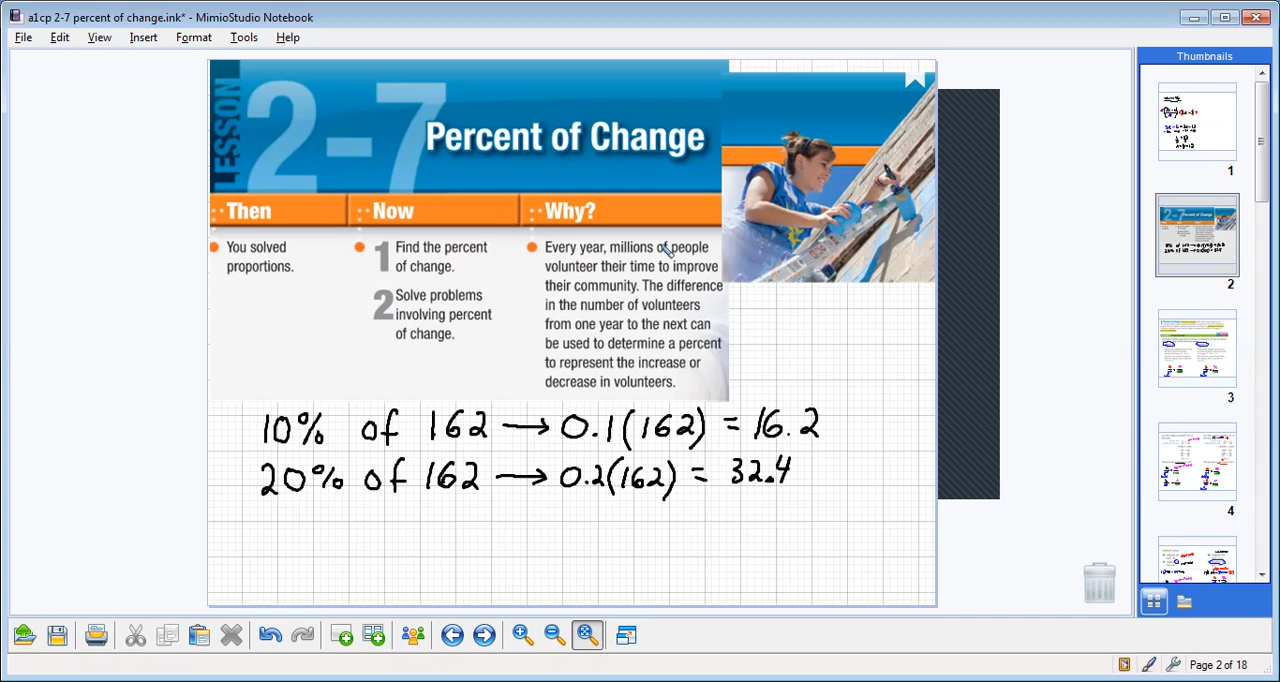 a1cp 2-7 percent of change.ink* - MimioStudio Notebook
File Edit View Insert Format Tools Help
Thumbnails
LESSON 2-7 Percent of Change
Then
Now
Why?
You solved
proportions.
1 Find the percent
of change.
2 Solve problems
involving percent
of change.
Every year, millions of people
volunteer their time to improve
their community. The difference
in the number of volunteers
from one year to the next can
be used to determine a percent
to represent the increase or
decrease in volunteers.
10% of 162 → 0.1(162) = 16.2
20% of 162 → 0.2(162) = 32.4
1
2
3
4
Page 2 of 18